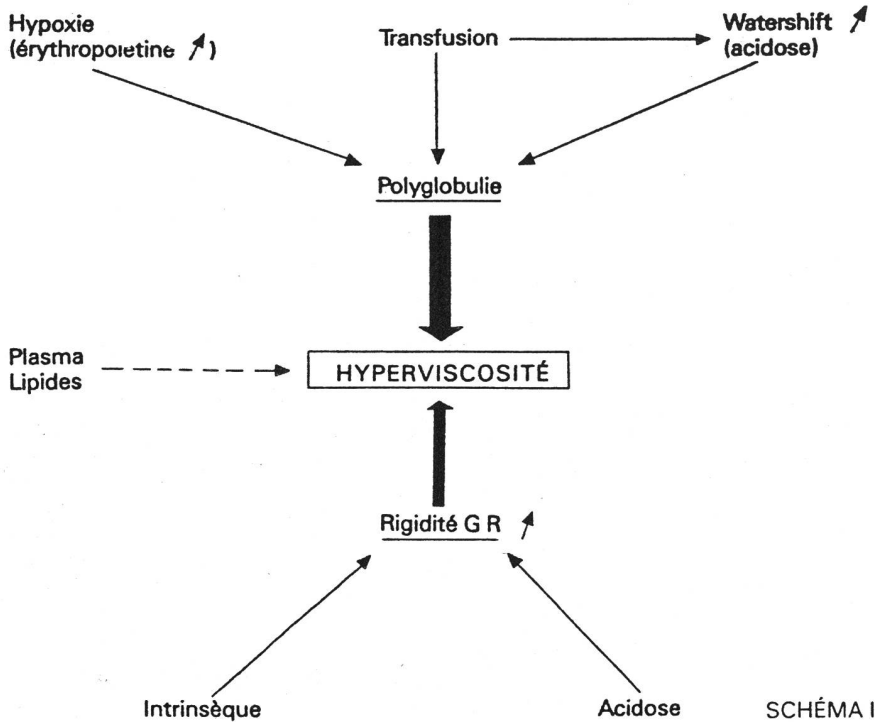 Hypoxie
(érythropoïetine ↗)
Transfusion
Watershift ↗
(acidose)
Polyglobulie
Plasma
Lipides
HYPERVISCOSITÉ
Rigidité G R ↗
Intrinsèque
Acidose
SCHÉMA I